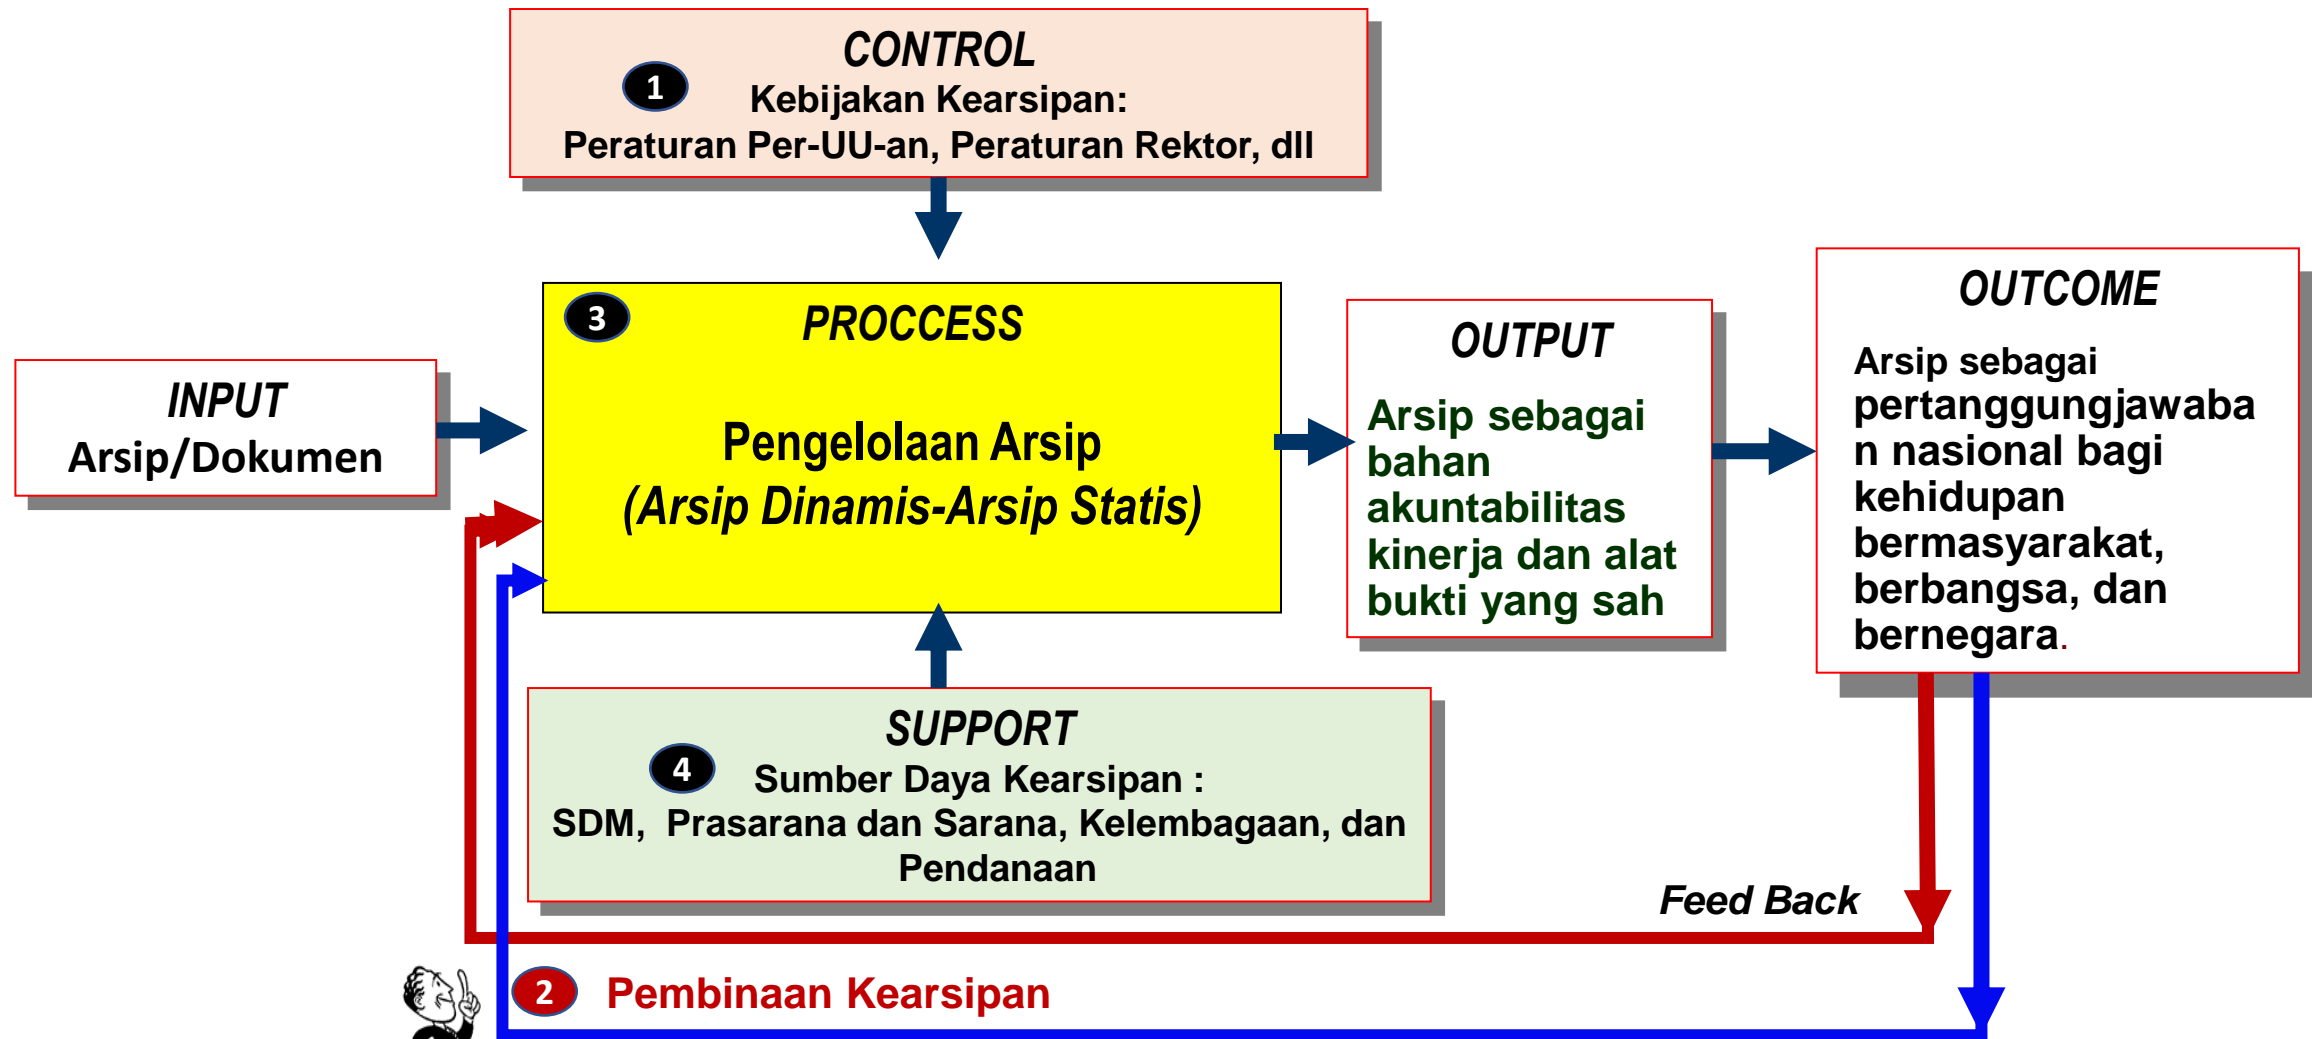 CONTROL
1
Kebijakan Kearsipan:
Peraturan Per-UU-an, Peraturan Rektor, dll
INPUT
Arsip/Dokumen
3
PROCCESS
Pengelolaan Arsip
(Arsip Dinamis-Arsip Statis)
OUTPUT
Arsip sebagai
bahan
akuntabilitas
kinerja dan alat
bukti yang sah
OUTCOME
Arsip sebagai
pertanggungjawaba
n nasional bagi
kehidupan
bermasyarakat,
berbangsa, dan
bernegara.
SUPPORT
4
Sumber Daya Kearsipan :
SDM, Prasarana dan Sarana, Kelembagaan, dan
Pendanaan
Feed Back
2 Pembinaan Kearsipan